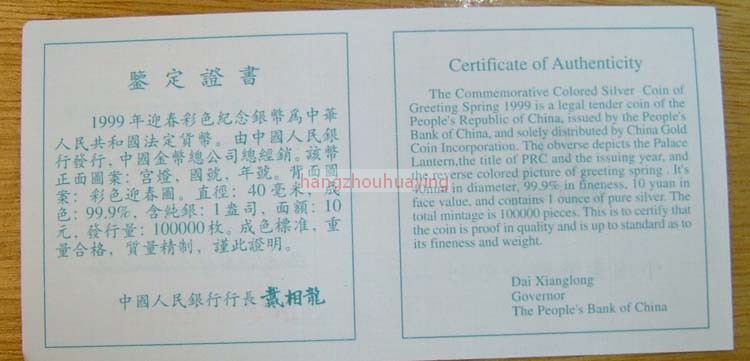 鑒定證書
1999年迎春彩色紀念銀幣爲中華
人民共和國法定貨幣。由中國人民銀
行發行,中國金幣總公司總經銷。該幣
正面圖案:宮燈,國號,年號。背面圖
案:彩色迎春圖。直徑:40毫米,成
色:99.9%,含純銀:1盎司,面額:10
元,發行量:100000枚。成色標准,重
量合格,質量精制,謹此證明。
中國人民銀行行長 戴相龍
Certificate of Authenticity
The Commemorative Colored Silver Coin of
Greeting Spring 1999 is a legal tender coin of the
People's Republic of China, issued by the People's
Bank of China, and solely distributed by China Gold
Coin Incorporation. The obverse depicts the Palace
Lantern,the title of PRC and the issuing year, and
the reverse colored picture of greeting spring . It's
40mm in diameter, 99.9% in fineness, 10 yuan in
face value, and contains 1 ounce of pure silver. The
total mintage is 100000 pieces. This is to certify that
the coin is proof in quality and is up to standard as to
its fineness and weight.
Dai Xianglong
Governor
The People's Bank of China
hangzhouhuaying